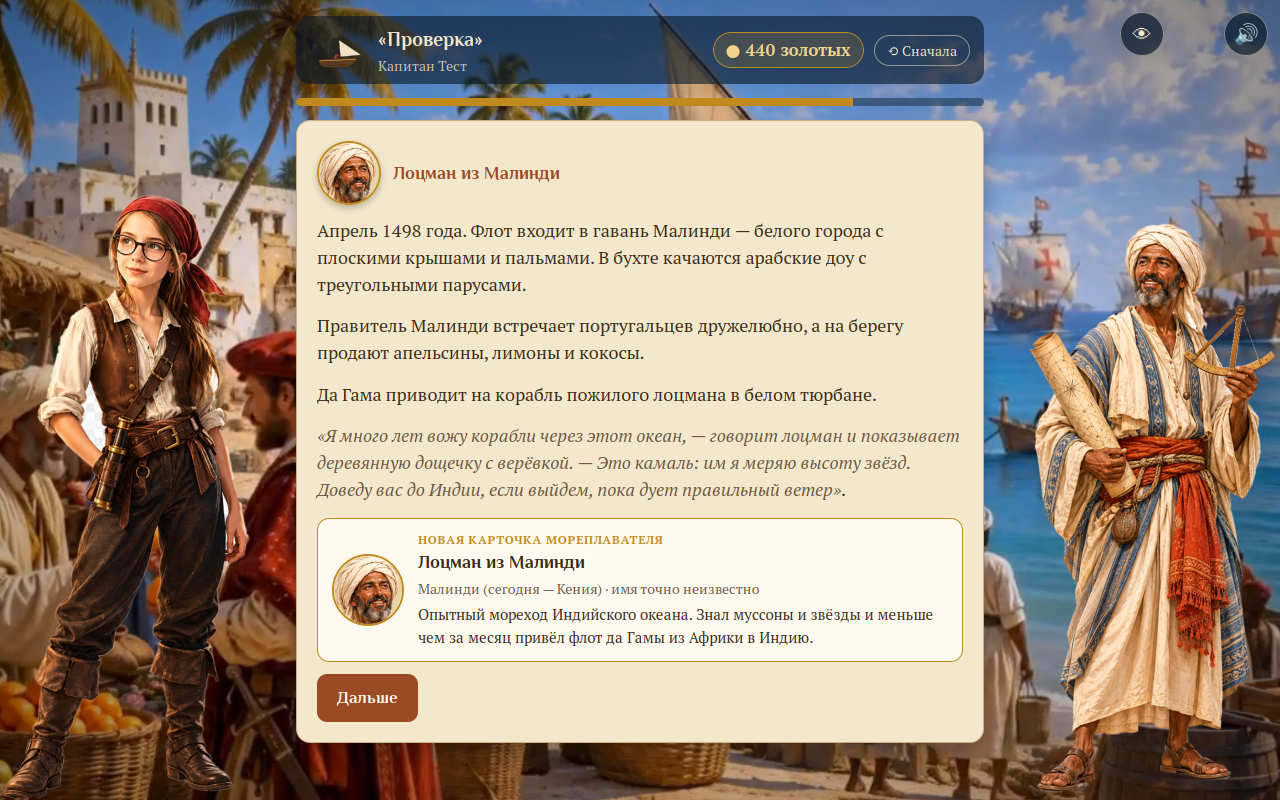 «Проверка»
Капитан Тест
440 золотых
⟲ Сначала
Лоцман из Малинди
Апрель 1498 года. Флот входит в гавань Малинди — белого города с
плоскими крышами и пальмами. В бухте качаются арабские доу с
треугольными парусами.
Правитель Малинди встречает португальцев дружелюбно, а на берегу
продают апельсины, лимоны и кокосы.
Да Гама приводит на корабль пожилого лоцмана в белом тюрбане.
«Я много лет вожу корабли через этот океан, — говорит лоцман и показывает
деревянную дощечку с верёвкой. — Это камаль: им я меряю высоту звёзд.
Доведу вас до Индии, если выйдем, пока дует правильный ветер».
НОВАЯ КАРТОЧКА МОРЕПЛАВАТЕЛЯ
Лоцман из Малинди
Малинди (сегодня — Кения) · имя точно неизвестно
Опытный мореход Индийского океана. Знал муссоны и звёзды и меньше
чем за месяц привёл флот да Гамы из Африки в Индию.
Дальше